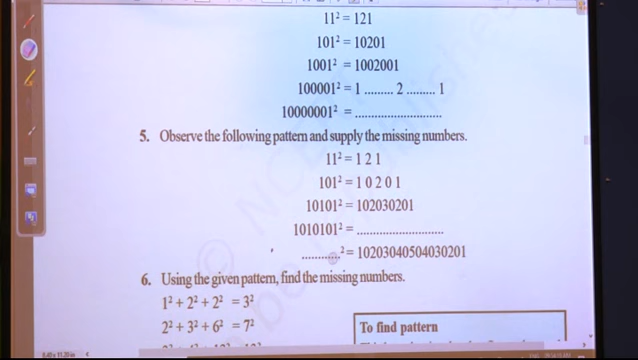 11² = 121
101² = 10201
1001² = 1002001
100001² = 1 ......... 2 ......... 1
10000001² = ...........................
5. Observe the following pattern and supply the missing numbers.
11² = 1 2 1
101² = 1 0 2 0 1
10101² = 102030201
1010101² = ...........................
............² = 10203040504030201
6. Using the given pattern, find the missing numbers.
1² + 2² + 2² = 3²
2² + 3² + 6² = 7²
To find pattern